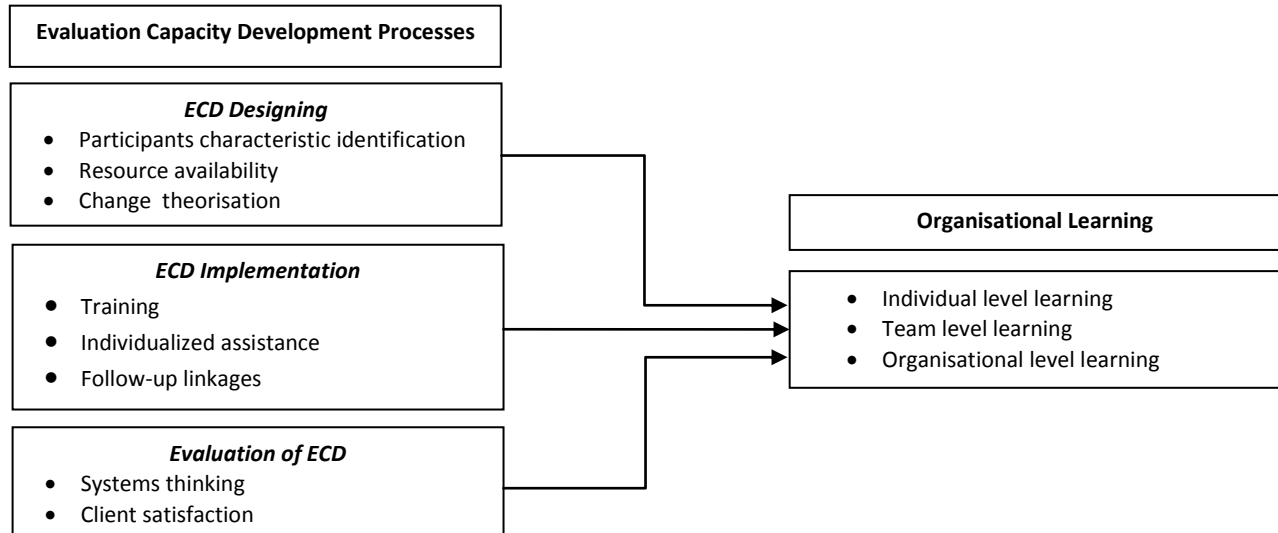 Evaluation Capacity Development Processes
ECD Designing
• Participants characteristic identification
• Resource availability
• Change theorisation
ECD Implementation
• Training
• Individualized assistance
• Follow-up linkages
Evaluation of ECD
• Systems thinking
• Client satisfaction
Organisational Learning
• Individual level learning
• Team level learning
• Organisational level learning